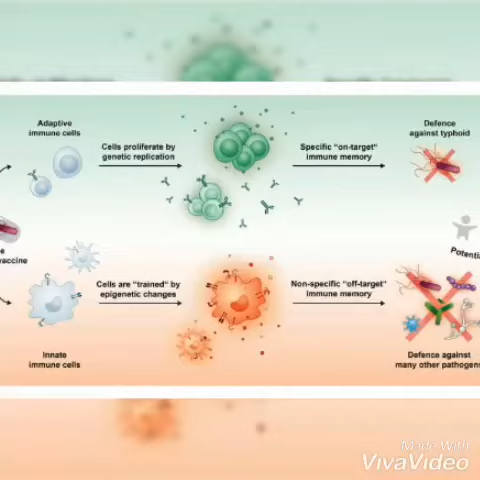 Adaptive
immune cells
Cells proliferate by
genetic replication
Specific "on-target"
immune memory
Defence
against typhoid
vaccine
Cells are "trained" by
epigenetic changes
Non-specific "off-target"
immune memory
Innate
immune cells
Defence against
many other pathogens
Made With
VivaVideo